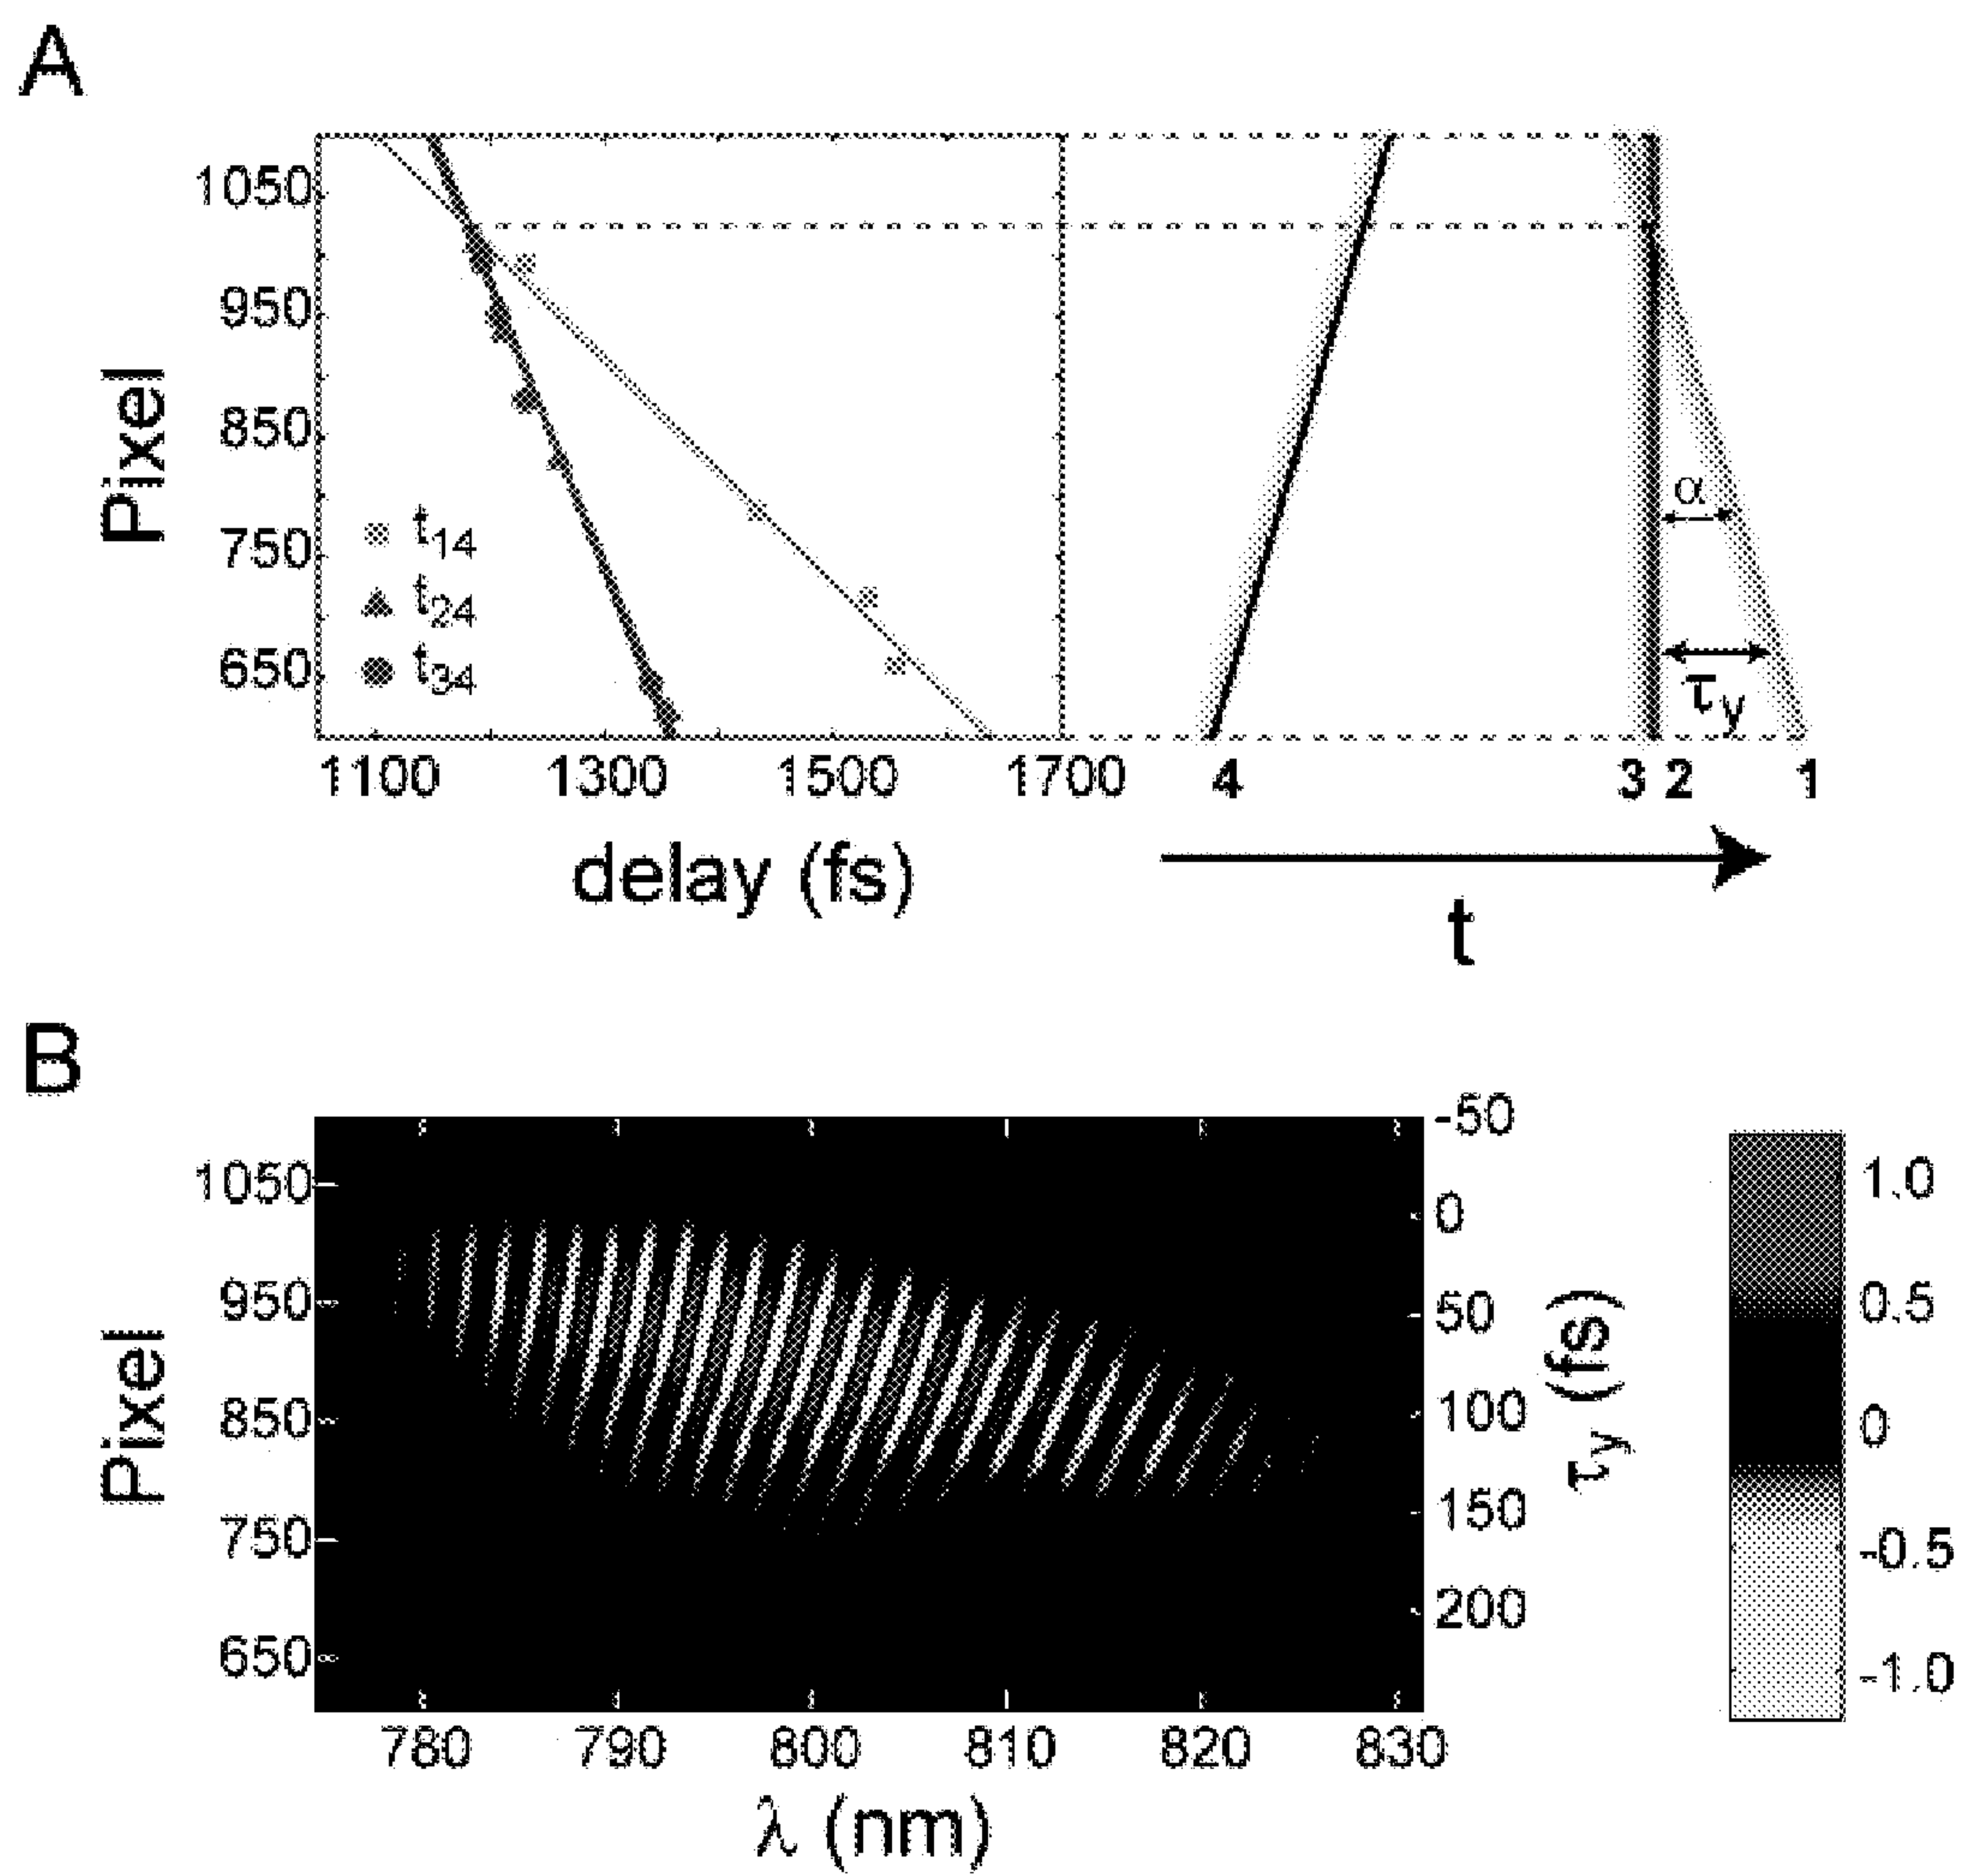 A
1050
950
850
750
650
Pixel
t14
t24
t34
α
τy
1100 1300 1500 1700 4 3 2 1
delay (fs)
t
B
1050
950
850
750
650
Pixel
-50
0
50
100
150
200
τy (fs)
780 790 800 810 820 830
λ (nm)
1.0
0.5
0
-0.5
-1.0